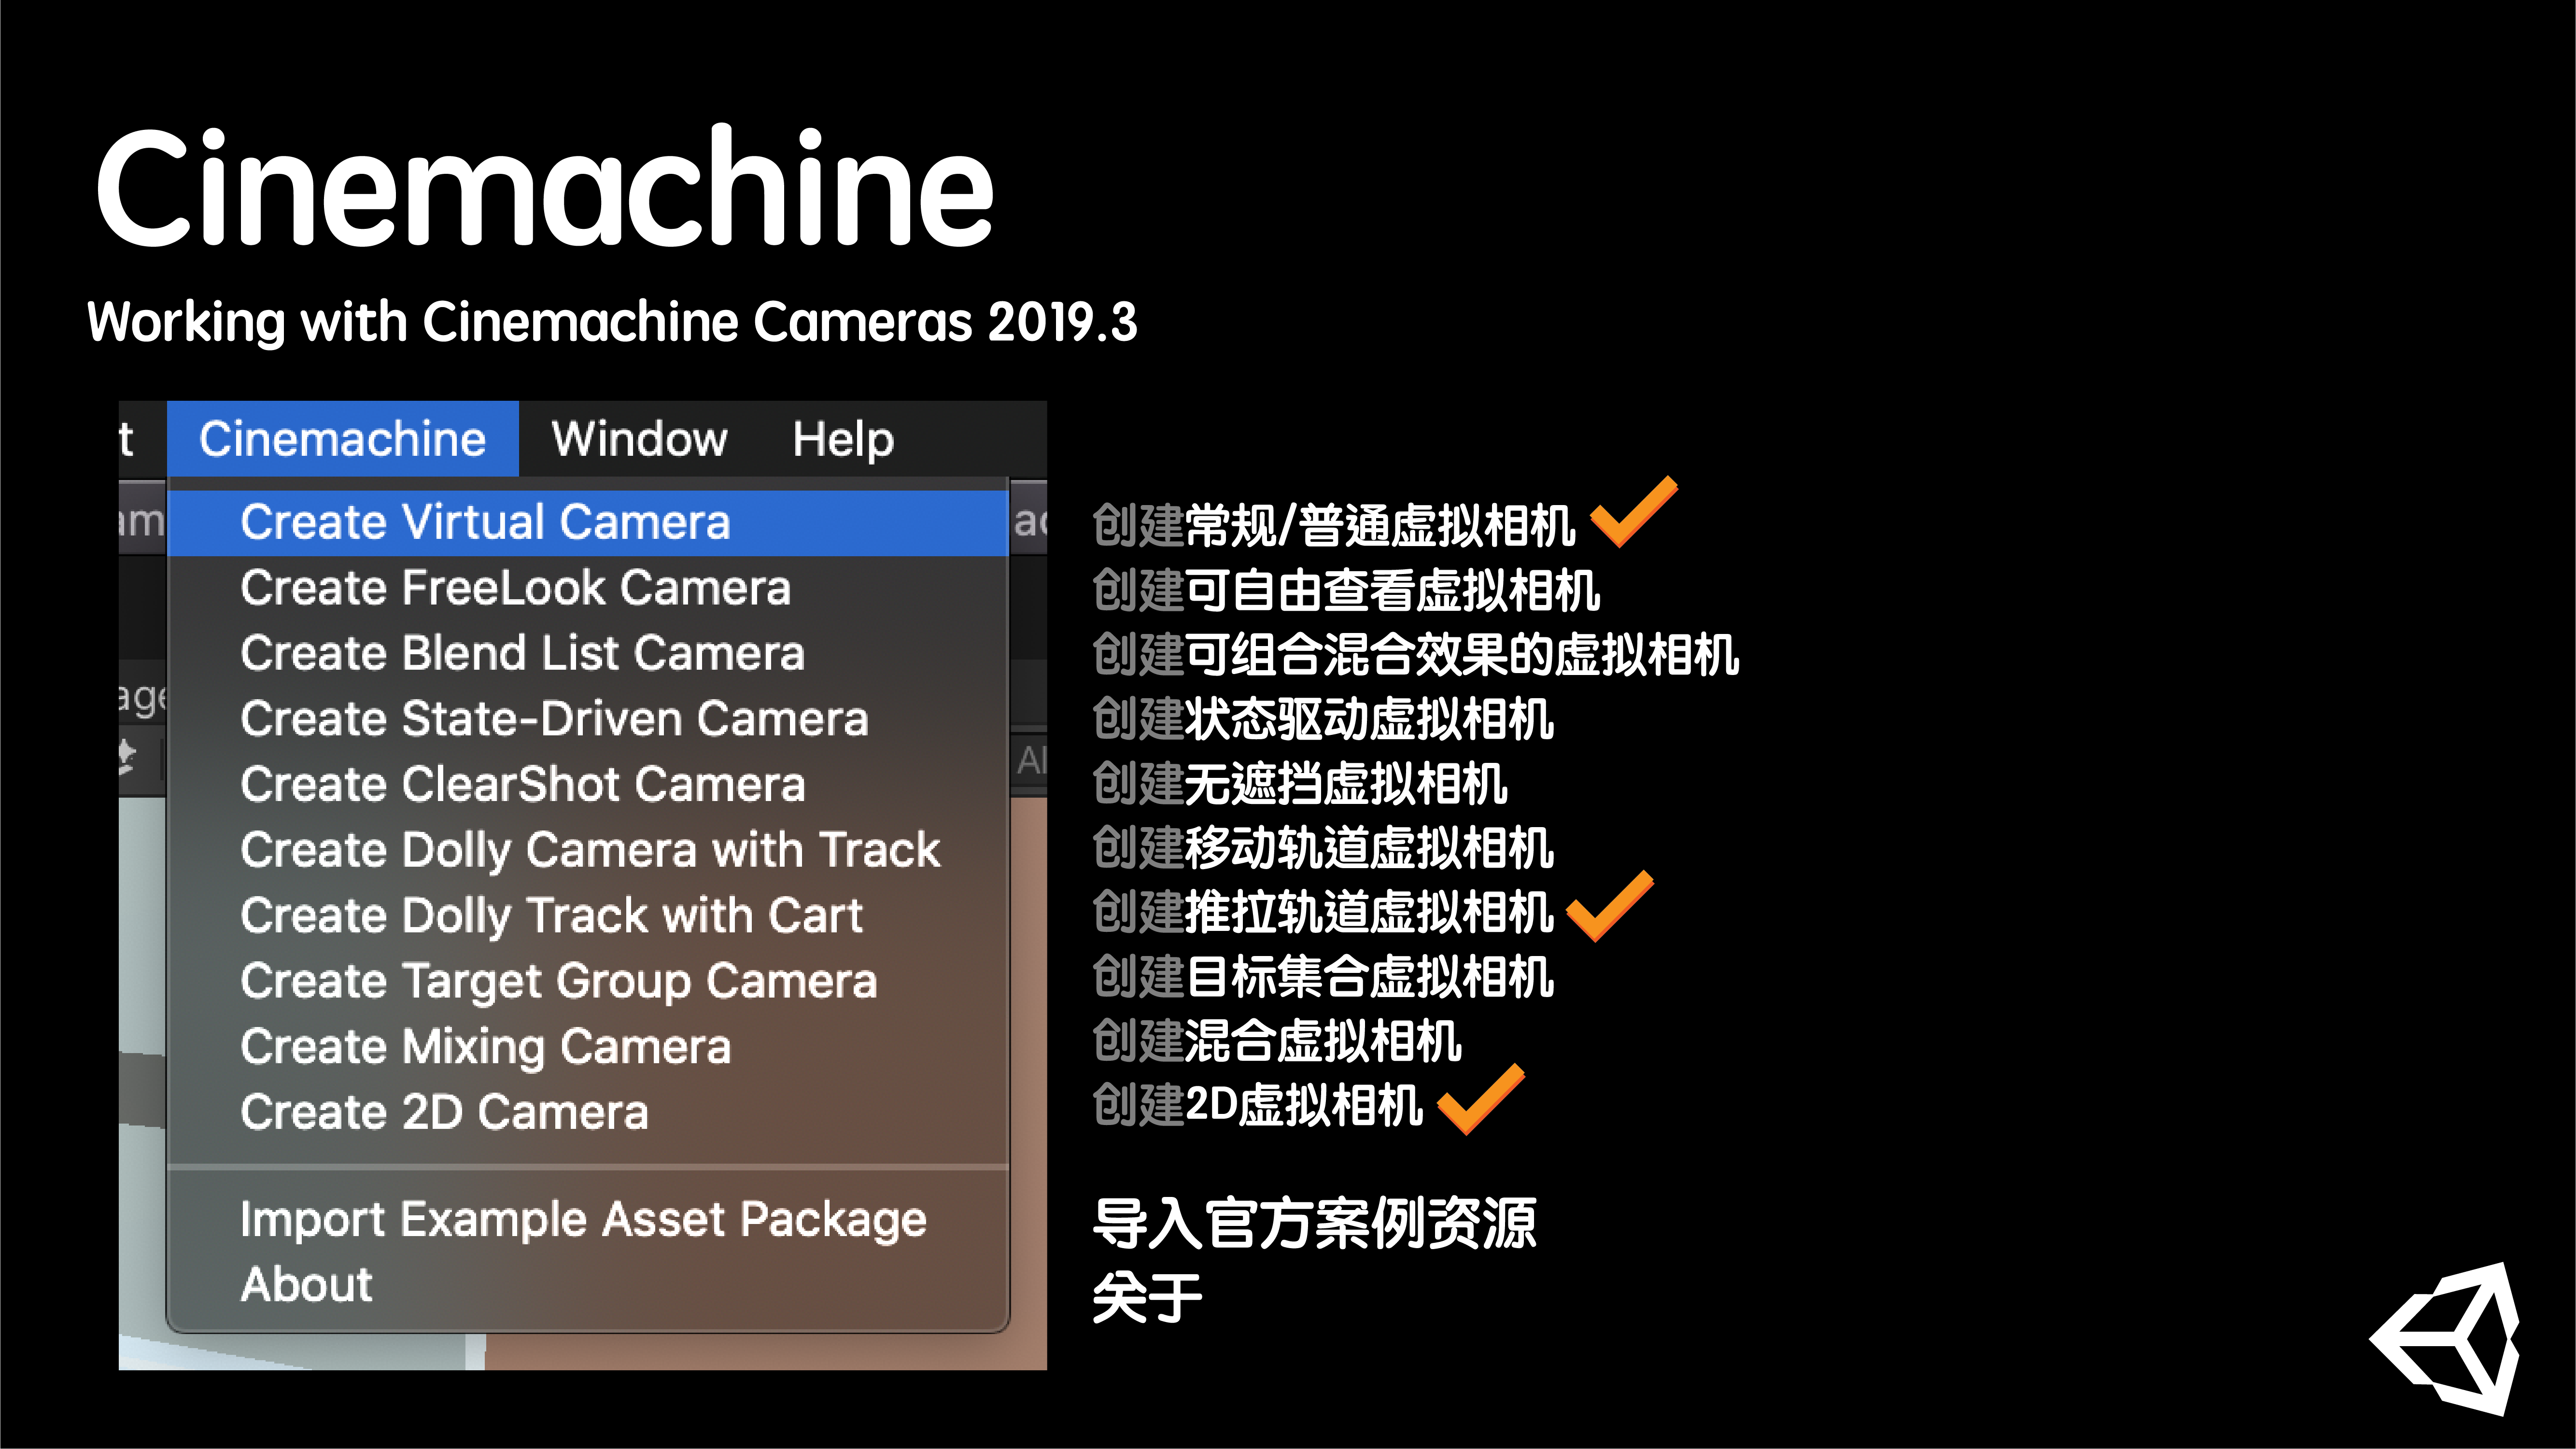 Cinemachine
Working with Cinemachine Cameras 2019.3
t Cinemachine Window Help
Create Virtual Camera
Create FreeLook Camera
Create Blend List Camera
Create State-Driven Camera
Create ClearShot Camera
Create Dolly Camera with Track
Create Dolly Track with Cart
Create Target Group Camera
Create Mixing Camera
Create 2D Camera
Import Example Asset Package
About
创建常规/普通虚拟相机
创建可自由查看虚拟相机
创建可组合混合效果的虚拟相机
创建状态驱动虚拟相机
创建无遮挡虚拟相机
创建移动轨道虚拟相机
创建推拉轨道虚拟相机
创建目标集合虚拟相机
创建混合虚拟相机
创建2D虚拟相机
导入官方案例资源
关于